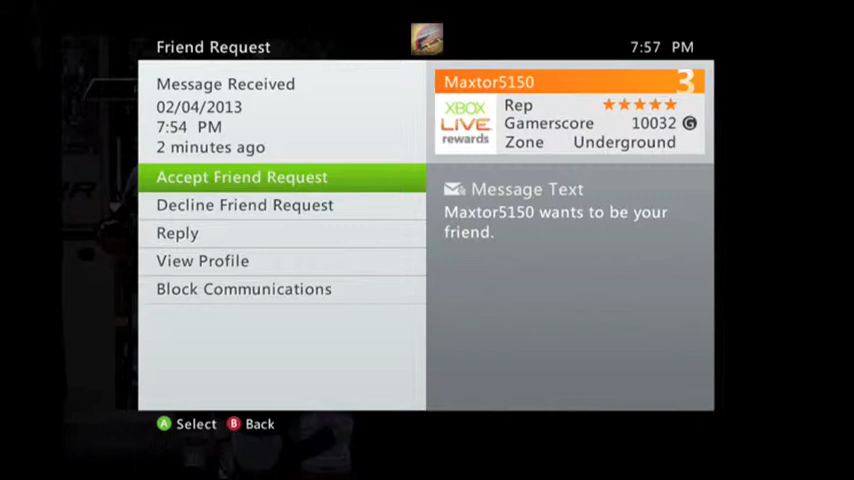 Friend Request
7:57 PM
Message Received
02/04/2013
7:54 PM
2 minutes ago
Accept Friend Request
Decline Friend Request
Reply
View Profile
Block Communications
Maxtor5150 3
XBOX
LIVE
rewards
Rep
Gamerscore 10032 G
Zone Underground
Message Text
Maxtor5150 wants to be your
friend.
A Select B Back